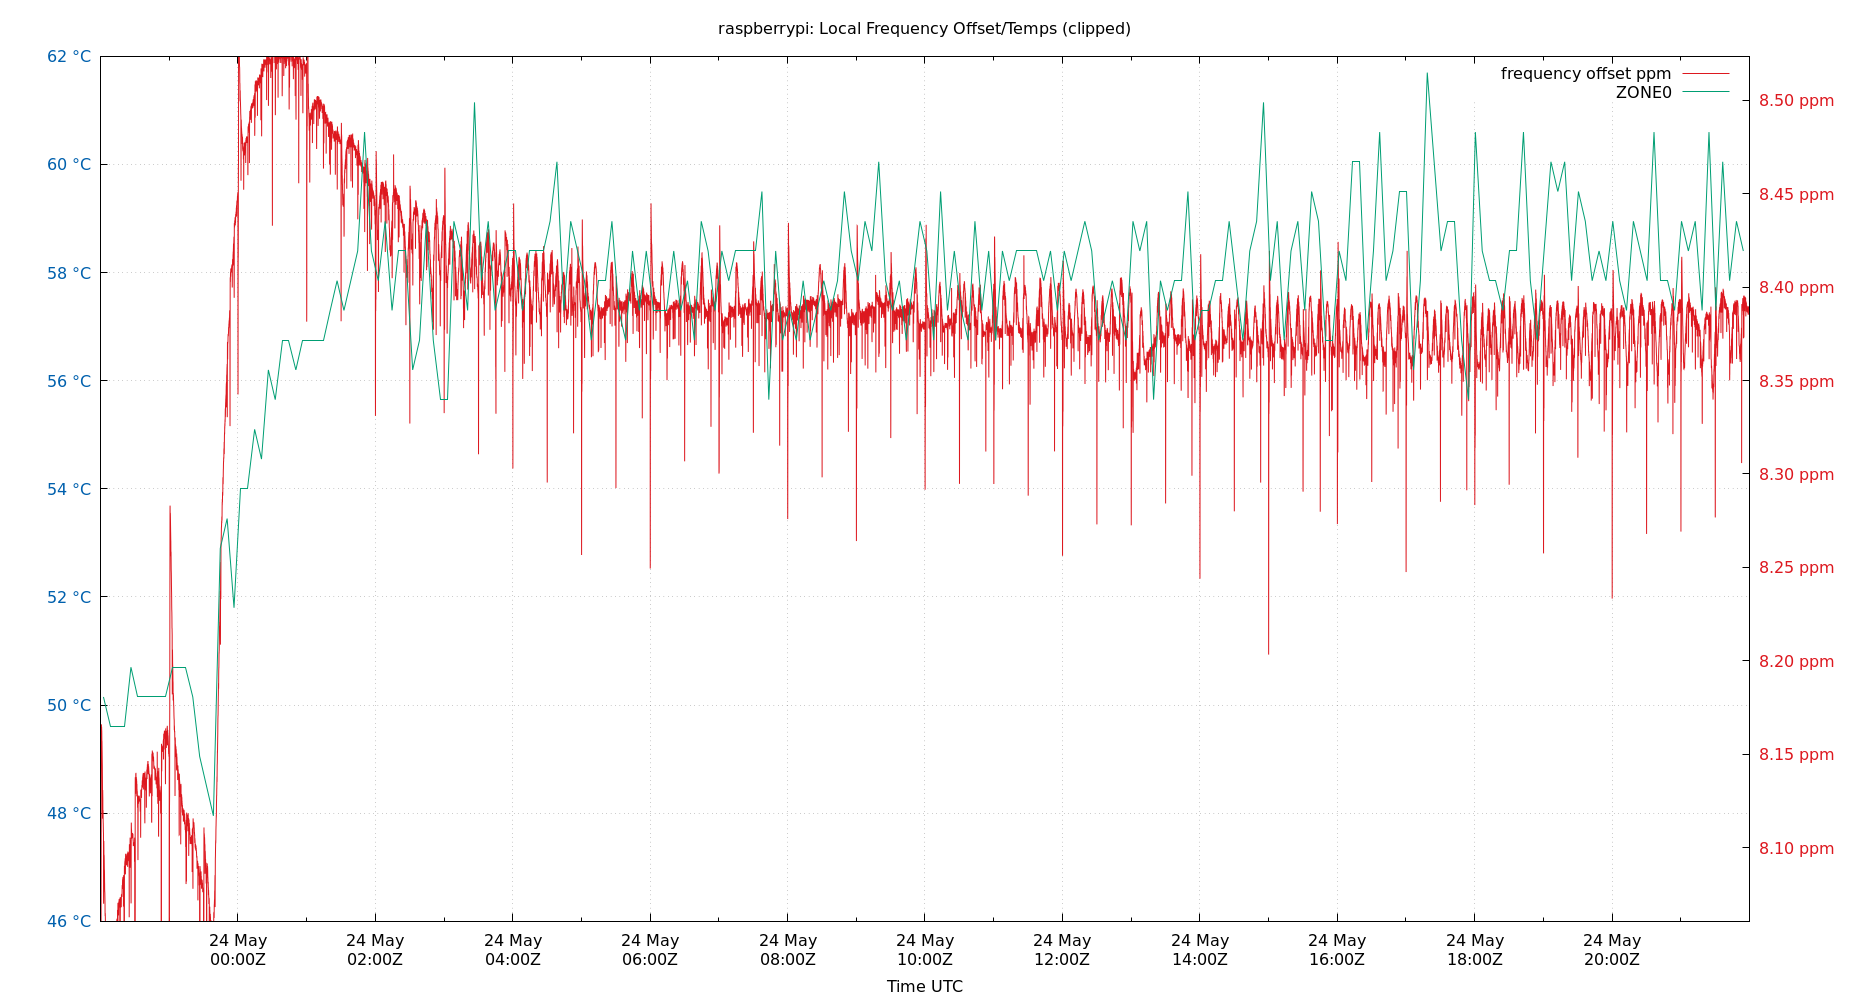 raspberrypi: Local Frequency Offset/Temps (clipped)
frequency offset ppm
ZONE0
62 °C
60 °C
58 °C
56 °C
54 °C
52 °C
50 °C
48 °C
46 °C
8.50 ppm
8.45 ppm
8.40 ppm
8.35 ppm
8.30 ppm
8.25 ppm
8.20 ppm
8.15 ppm
8.10 ppm
24 May 24 May 24 May 24 May 24 May 24 May 24 May 24 May 24 May 24 May 24 May
00:00Z 02:00Z 04:00Z 06:00Z 08:00Z 10:00Z 12:00Z 14:00Z 16:00Z 18:00Z 20:00Z
Time UTC